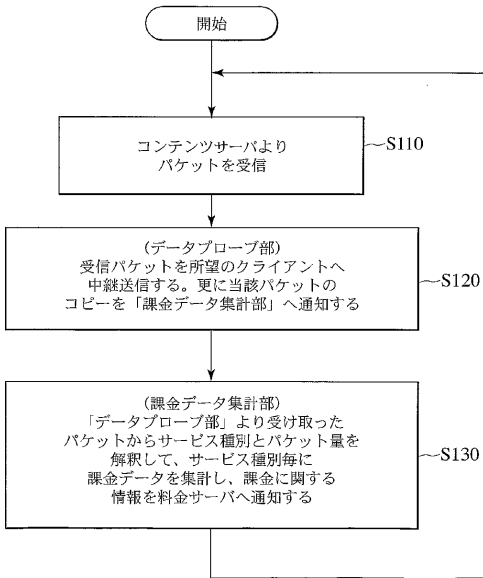 開始
コンテンツサーバより
パケットを受信
S110
(データプローブ部)
受信パケットを所望のクライアントへ
中継送信する。更に当該パケットの
コピーを「課金データ集計部」へ通知する
S120
(課金データ集計部)
「データプローブ部」より受け取った
パケットからサービス種別とパケット量を
解釈して、サービス種別毎に
課金データを集計し、課金に関する
情報を料金サーバへ通知する
S130